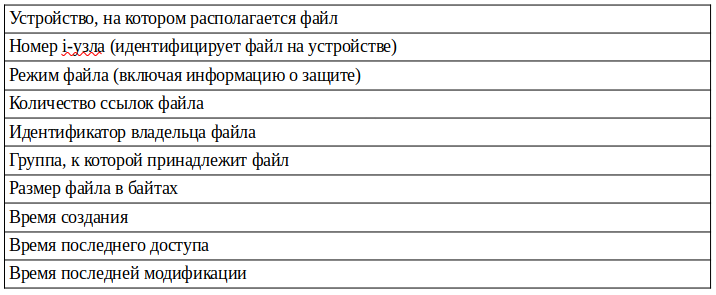 Устройство, на котором располагается файл
Номер i-узла (идентифицирует файл на устройстве)
Режим файла (включая информацию о защите)
Количество ссылок файла
Идентификатор владельца файла
Группа, к которой принадлежит файл
Размер файла в байтах
Время создания
Время последнего доступа
Время последней модификации